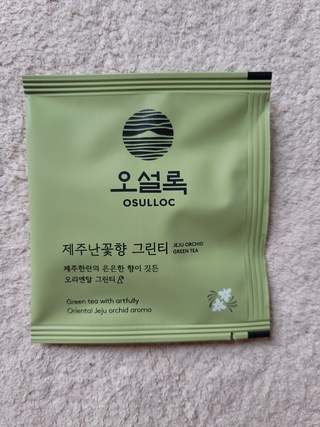 오설록
OSULLOC
제주난꽃향 그린티 JEJU ORCHID
GREEN TEA
제주한란의 은은한 향이 깃든
오리엔탈 그린티
Green tea with artfully
Oriental Jeju orchid aroma